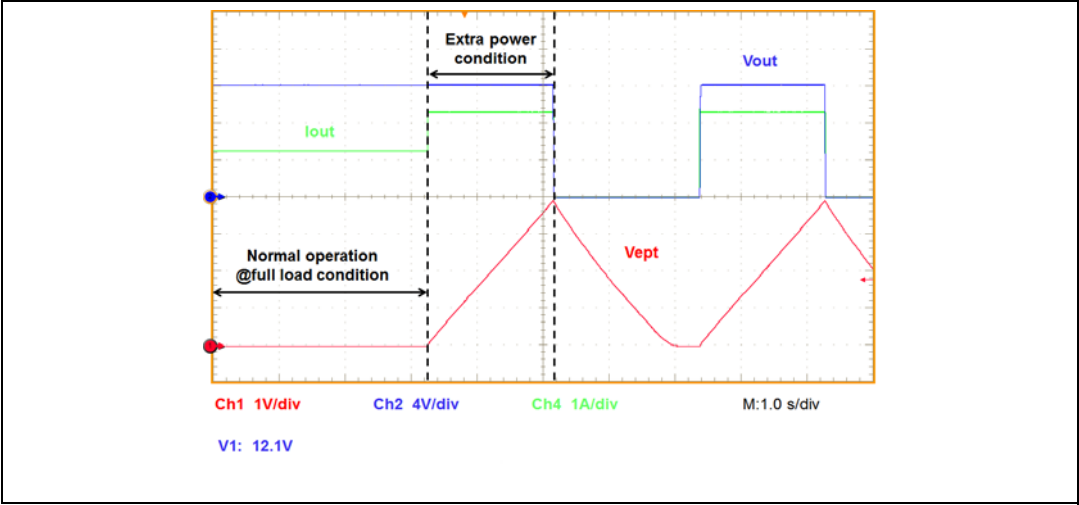 Extra power
condition
Vout
Iout
Normal operation
@full load condition
Vept
Ch1 1V/div
Ch2 4V/div
Ch4 1A/div
M:1.0 s/div
V1: 12.1V